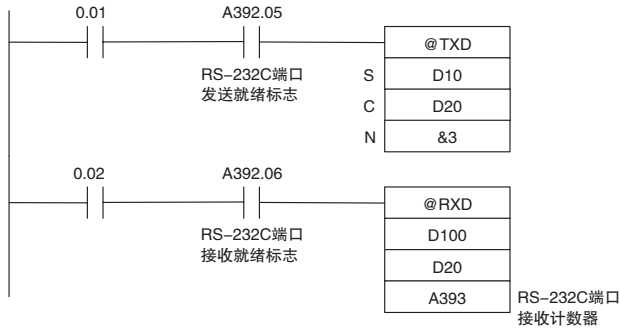 0.01 A392.05
@TXD
RS-232C端口 S D10
发送就绪标志
C D20
N &3
0.02 A392.06
@RXD
RS-232C端口 D100
接收就绪标志
D20
A393 RS-232C端口
接收计数器